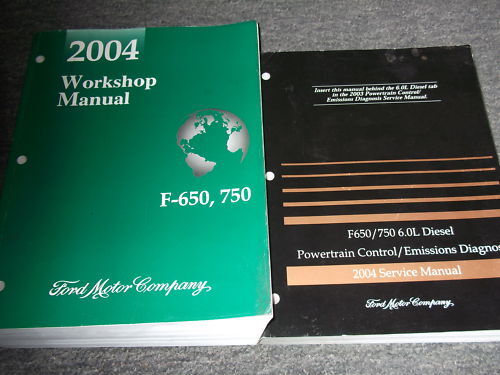 2004
Workshop
Manual
F-650, 750
Ford Motor Company,
Insert this manual behind the 6.0L Diesel tab
in the 2003 Powertrain Control/
Emissions Diagnosis Service Manual.
F650/750 6.0L Diesel
Powertrain Control/Emissions Diagnos
2004 Service Manual
Ford Motor Company,